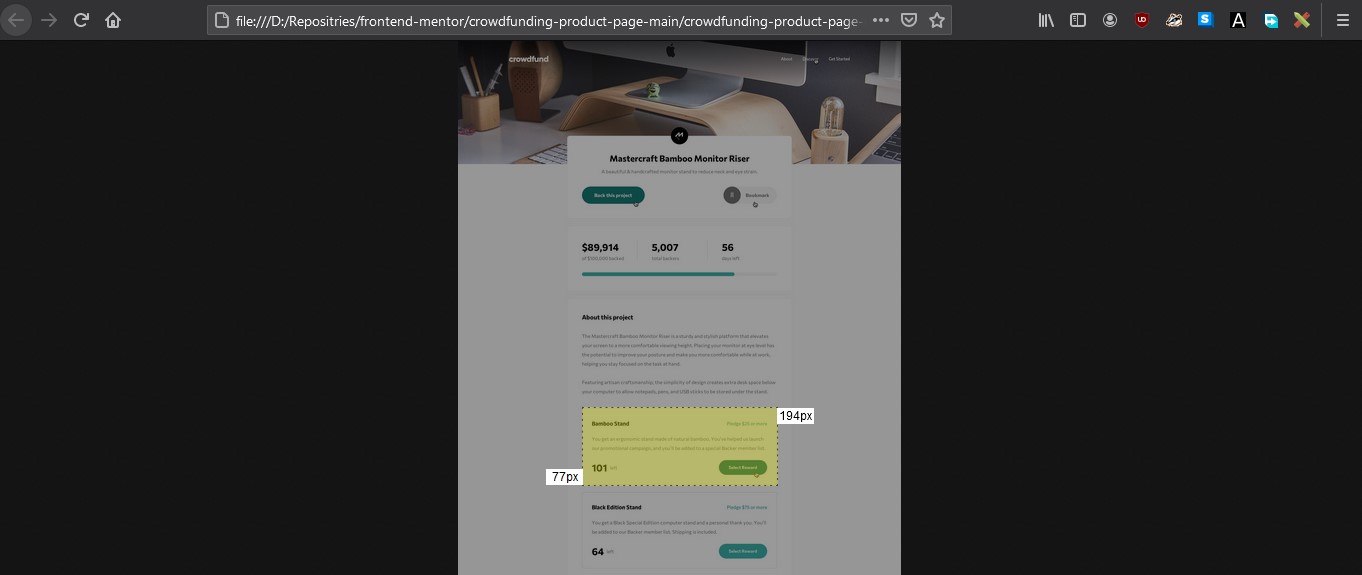 file:///D:/Repositries/frontend-mentor/crowdfunding-product-page-main/crowdfunding-product-page-
UD
S
A
crowdfund
About Discover Get Started
Mastercraft Bamboo Monitor Riser
A beautiful & handcrafted monitor stand to reduce neck and eye strain.
Back this project Bookmark
$89,914 5,007 56
of $100,000 backed total backers days left
About this project
The Mastercraft Bamboo Monitor Riser is a sturdy and stylish platform that elevates
your screen to a more comfortable viewing height. Placing your monitor at eye level has
the potential to improve your posture and make you more comfortable while at work,
helping you stay focused on the task at hand.
Featuring artisan craftsmanship, the simplicity of design creates extra desk space below
your computer to allow notepads, pens, and USB sticks to be stored under the stand.
194px
Bamboo Stand Pledge $25 or more
You get an ergonomic stand made of natural bamboo. You've helped us launch
our promotional campaign, and you'll be added to a special Backer member list.
101 left Select Reward
77px
Black Edition Stand Pledge $75 or more
You get a Black Special Edition computer stand and a personal thank you. You'll
be added to our Backer member list. Shipping is included.
64 left Select Reward